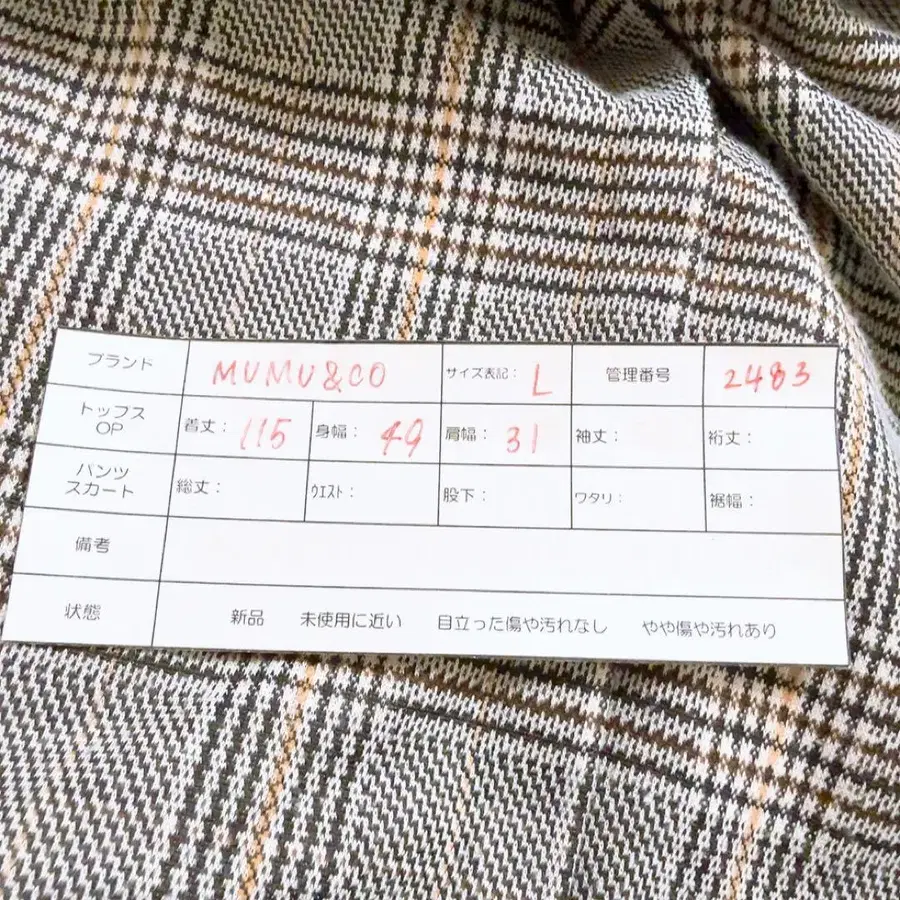 ブランド MUMU&CO サイズ表記： L 管理番号 2483
トップス
OP 着丈： 115 身幅： 49 肩幅： 31 袖丈： 裄丈：
パンツ
スカート 総丈： ｳｴｽﾄ： 股下： ワタリ： 裾幅：
備考
状態 新品 未使用に近い 目立った傷や汚れなし やや傷や汚れあり